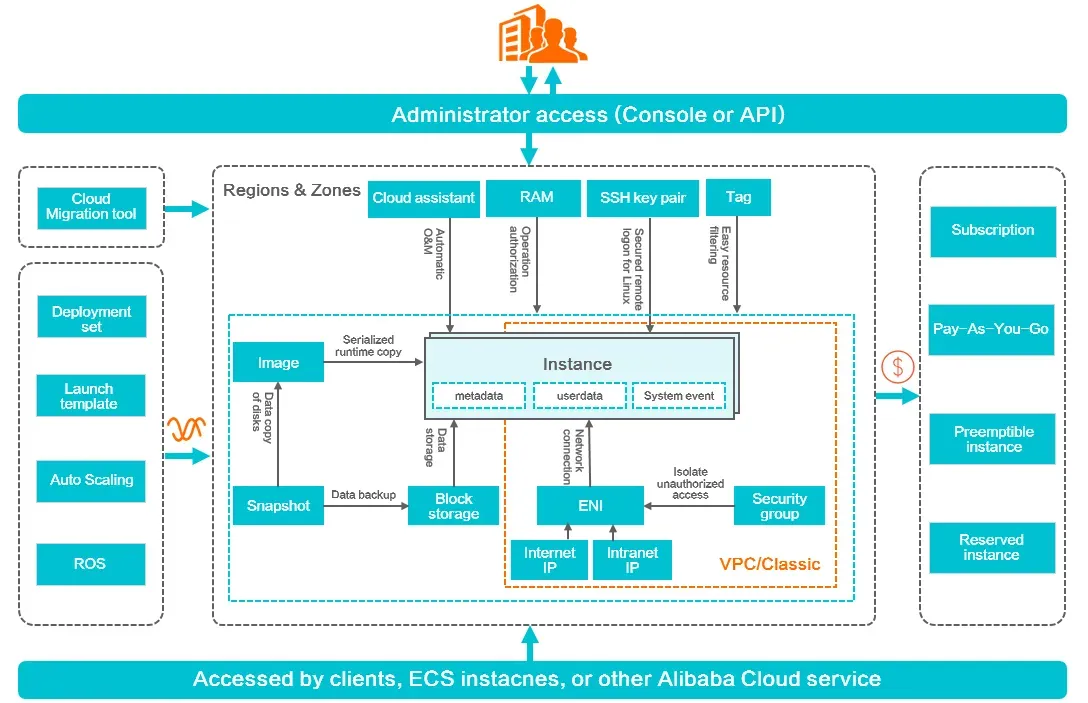 Administrator access (Console or API)
Cloud
Migration tool
Deployment
set
Launch
template
Auto Scaling
ROS
Regions & Zones
Cloud assistant
RAM
SSH key pair
Tag
Automatic
O&M
Operation
authorization
Secured remote
logon for Linux
Easy resource
filtering
Image
Serialized
runtime copy
Instance
metadata
userdata
System event
Data copy
of disks
Data
storage
Network
connection
Isolate
unauthorized
access
Snapshot
Data backup
Block
storage
ENI
Security
group
Internet
IP
Intranet
IP
VPC/Classic
$
Subscription
Pay-As-You-Go
Preemptible
instance
Reserved
instance
Accessed by clients, ECS instacnes, or other Alibaba Cloud service